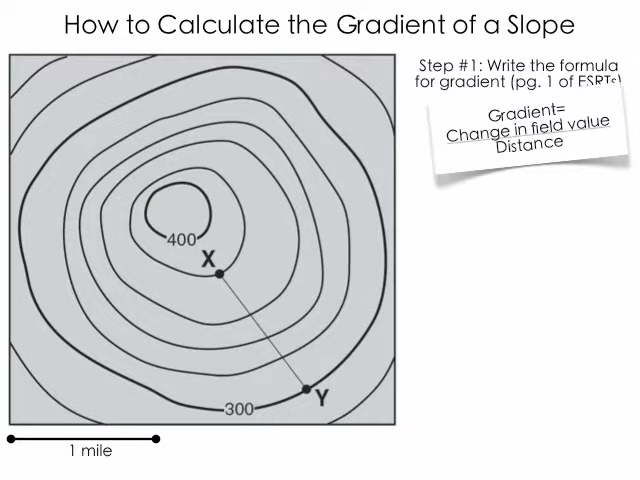 How to Calculate the Gradient of a Slope
Step #1: Write the formula
for gradient (pg. 1 of ESRTs)
Gradient=
Change in field value
Distance
400
X
Y
300
1 mile